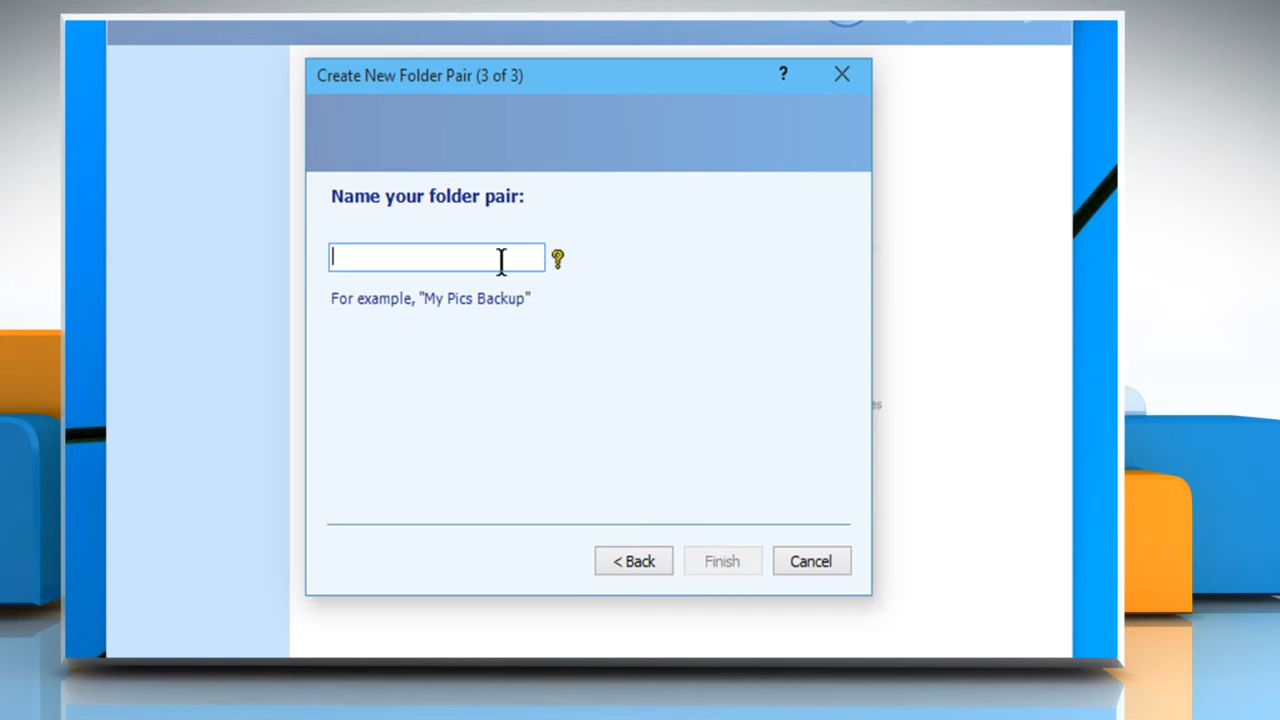 Create New Folder Pair (3 of 3)
?
Name your folder pair:
?
For example, "My Pics Backup"
es
< Back
Finish
Cancel